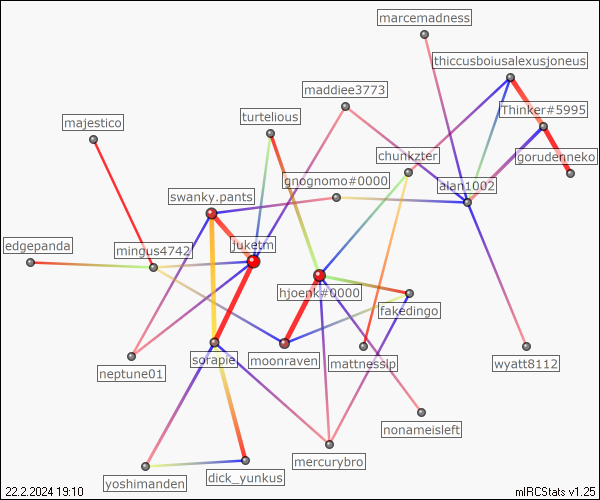 marcemadness
thiccusboiusalexusjoneus
maddiee3773
Thinker#5995
turtelious
majestico
chunkzter
gorudenneko
gnognomo#0000
alan1002
swanky.pants
edgepanda
mingus4742
juketm
hjoenk#0000
fakedingo
sorapie
moonraven
mattnesslp
wyatt8112
neptune01
nonameisleft
mercurybro
dick_yunkus
yoshimanden
22.2.2024 19:10
mIRCStats v1.25